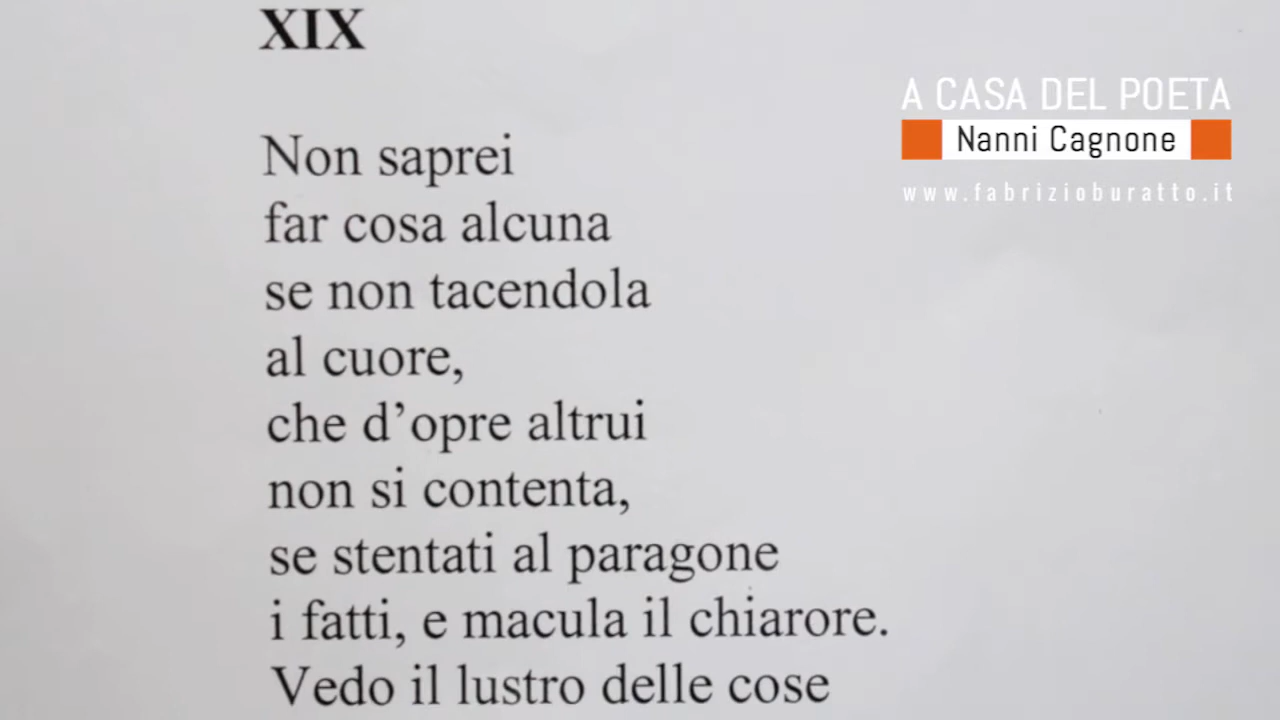 XIX
Non saprei
far cosa alcuna
se non tacendola
al cuore,
che d’opre altrui
non si contenta,
se stentati al paragone
i fatti, e macula il chiarore.
Vedo il lustro delle cose
A CASA DEL POETA
Nanni Cagnone
www.fabrizioburatto.it